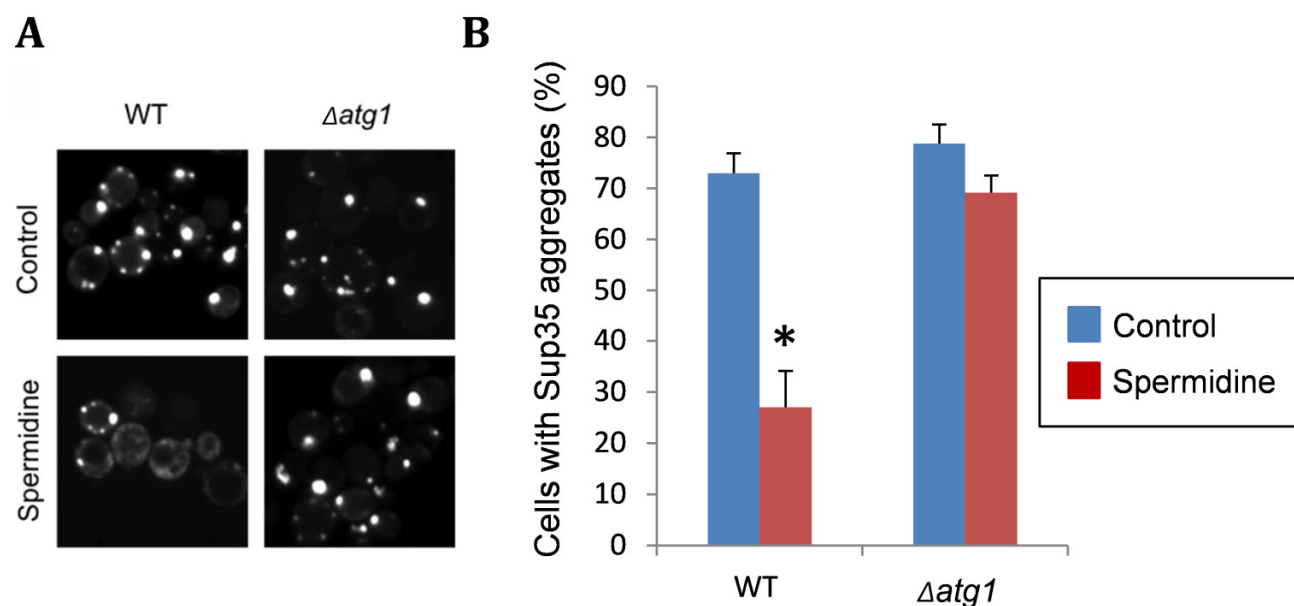 A
WT
Δatg1
Control
Spermidine
B
Cells with Sup35 aggregates (%)
90
80
70
60
50
40
30
20
10
0
*
WT
Δatg1
Control
Spermidine